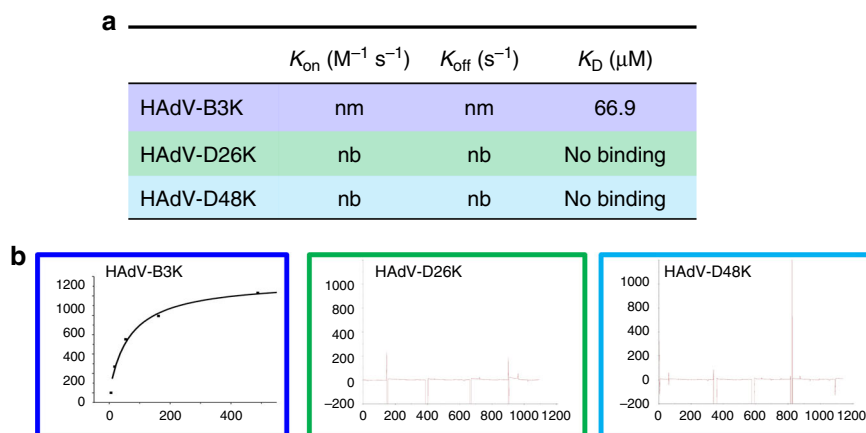 a
K_on (M⁻¹ s⁻¹) K_off (s⁻¹) K_D (μM)
HAdV-B3K nm nm 66.9
HAdV-D26K nb nb No binding
HAdV-D48K nb nb No binding
b
HAdV-B3K
1200
1000
800
600
400
200
0
0 200 400
HAdV-D26K
1000
800
600
400
200
0
−200
0 200 400 600 800 1000 1200
HAdV-D48K
1000
800
600
400
200
0
−200
0 200 400 600 800 1000 1200